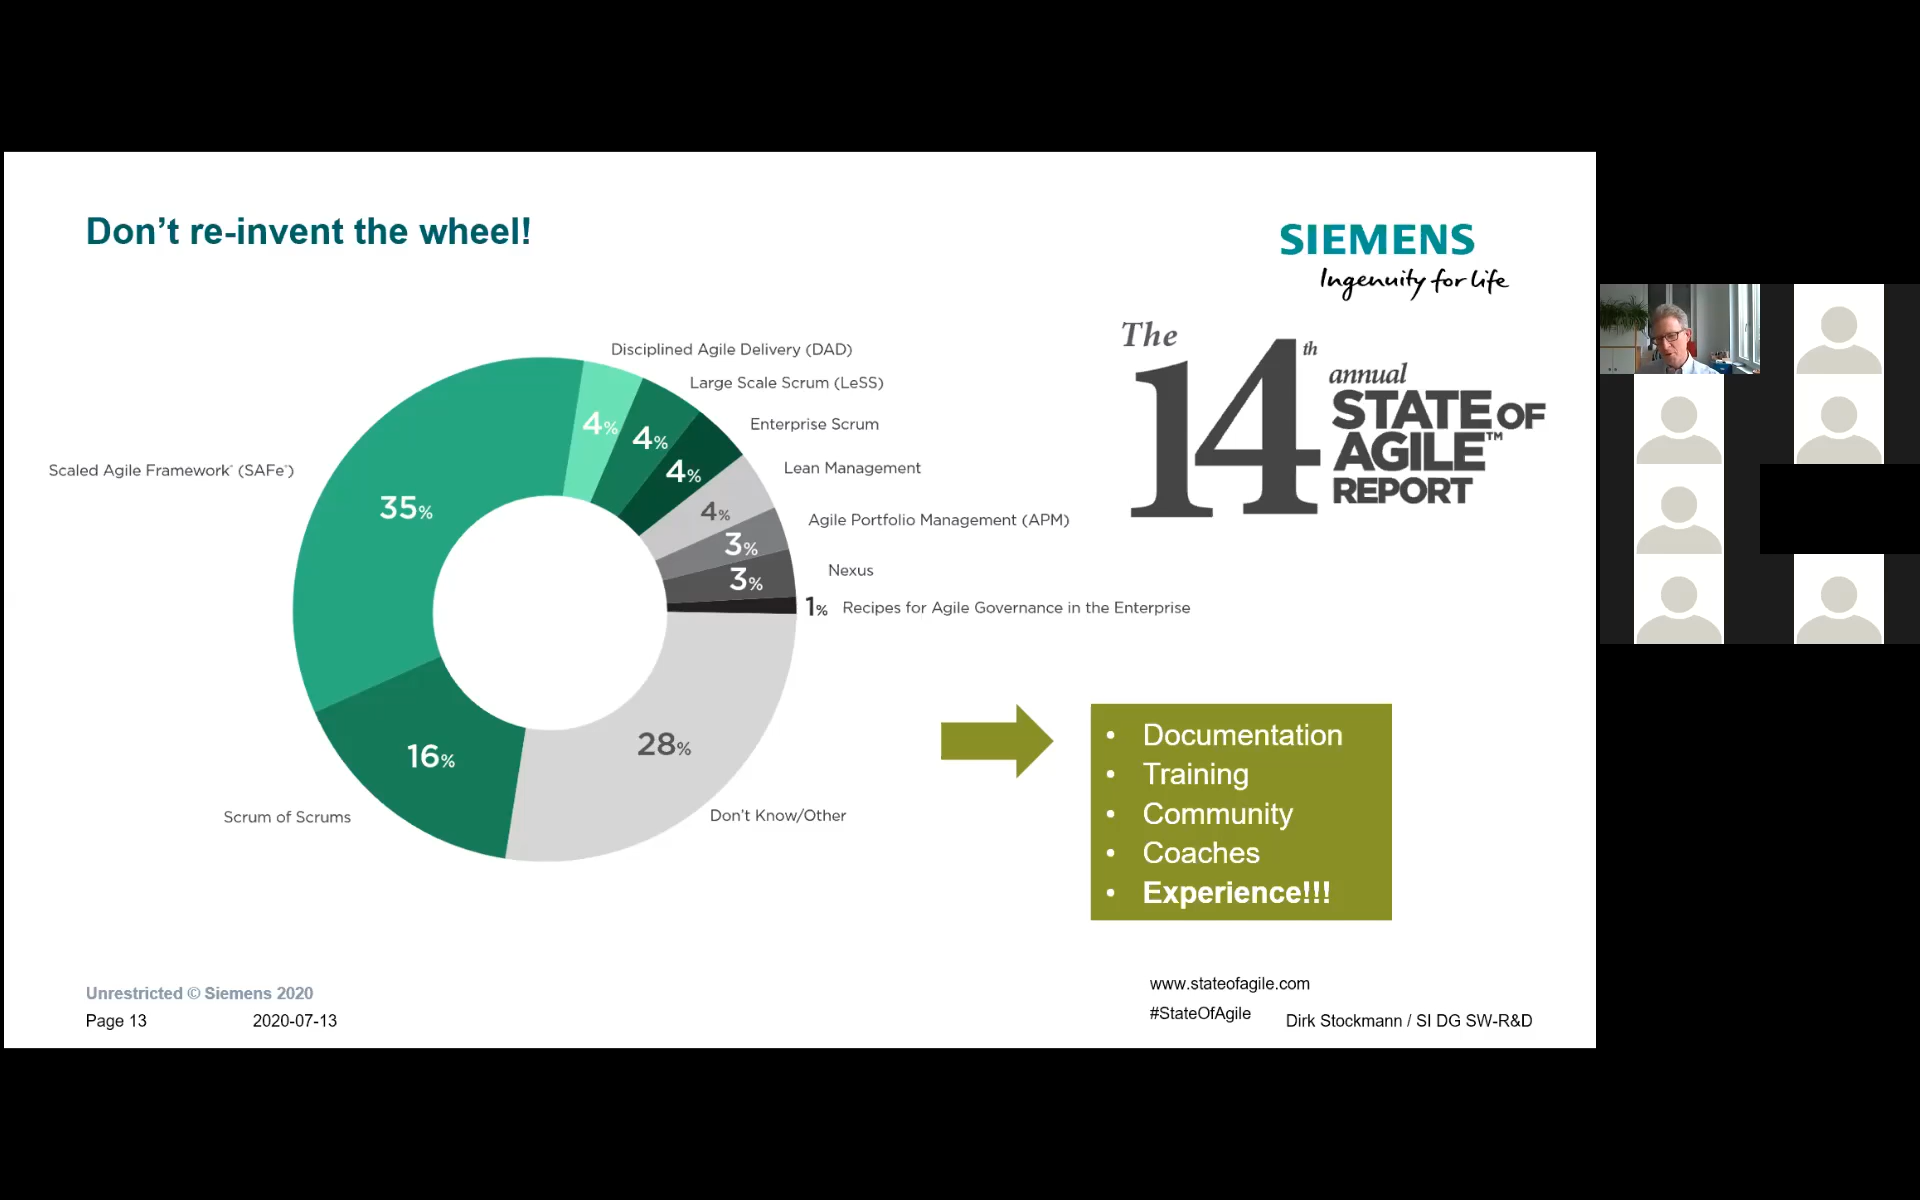 Don’t re-invent the wheel!
SIEMENS
Ingenuity for life
The
14th
annual
STATE OF
AGILE™
REPORT
Disciplined Agile Delivery (DAD)
Large Scale Scrum (LeSS)
Enterprise Scrum
Lean Management
Scaled Agile Framework® (SAFe®)
Agile Portfolio Management (APM)
Nexus
Recipes for Agile Governance in the Enterprise
4%
4%
4%
4%
35%
3%
3%
1%
28%
16%
Don’t Know/Other
Scrum of Scrums
• Documentation
• Training
• Community
• Coaches
• Experience!!!
www.stateofagile.com
#StateOfAgile
Unrestricted © Siemens 2020
Page 13 2020-07-13 Dirk Stockmann / SI DG SW-R&D